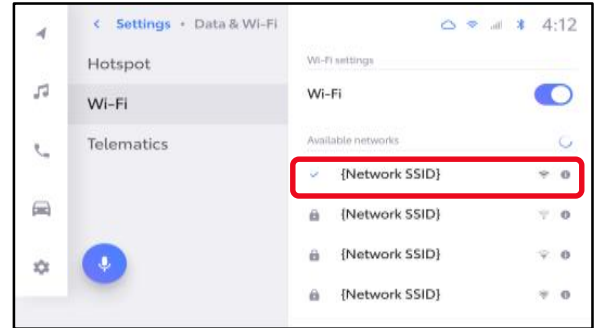 < Settings • Data & Wi-Fi
4:12
Hotspot
Wi-Fi
Telematics
Wi-Fi settings
Wi-Fi
Available networks
{Network SSID}
{Network SSID}
{Network SSID}
{Network SSID}